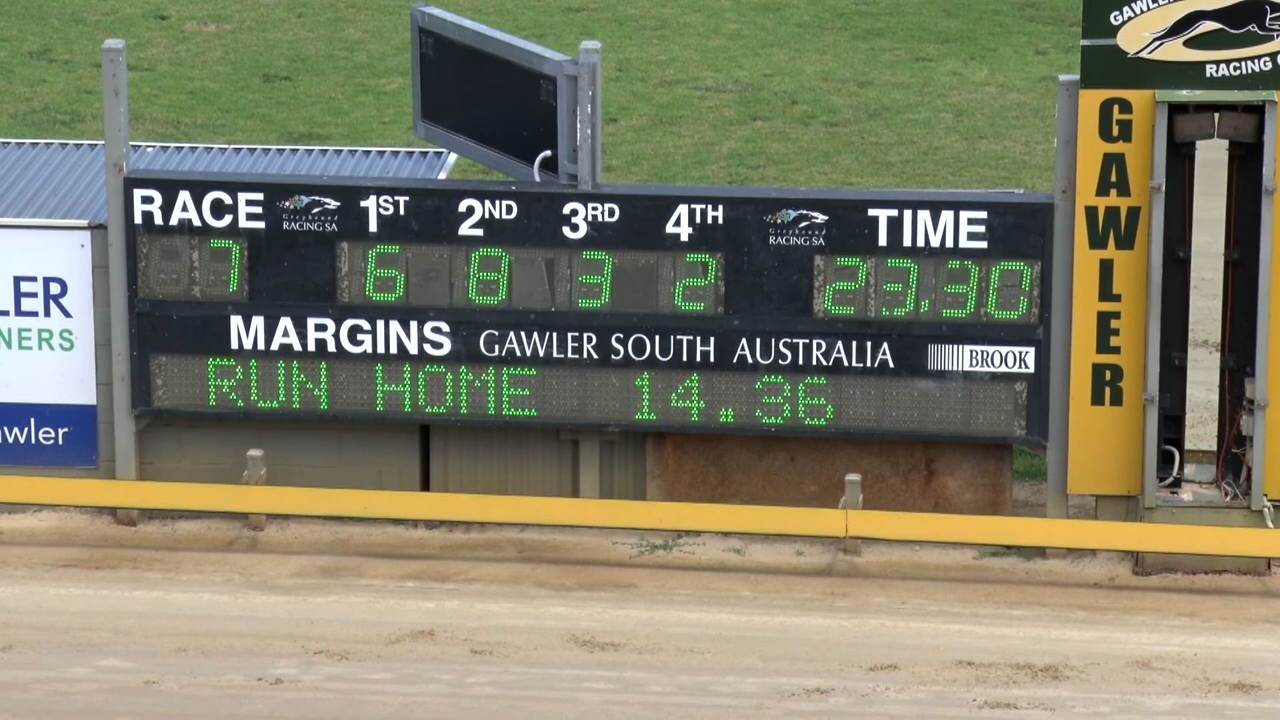 GAWLER
RACING
RACE 1ST 2ND 3RD 4TH TIME
Greyhound
RACING SA
Greyhound
RACING SA
7 6 8 3 2 23.30
MARGINS GAWLER SOUTH AUSTRALIA BROOK
RUN HOME 14.36
GAWLER
LER
NERS
awler